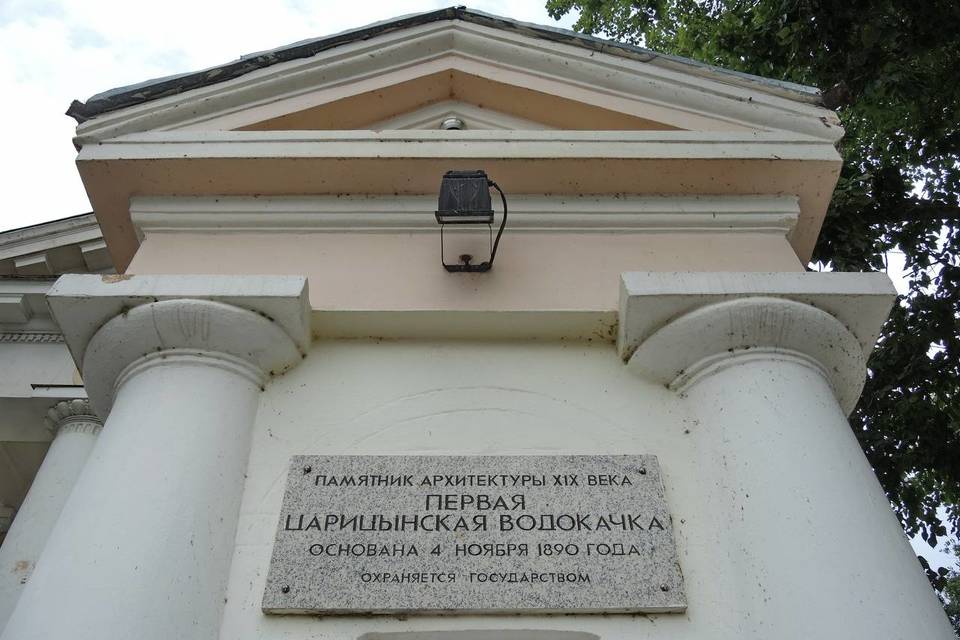 ПАМЯТНИК АРХИТЕКТУРЫ XIX ВЕКА
ПЕРВАЯ
ЦАРИЦЫНСКАЯ ВОДОКАЧКА
ОСНОВАНА 4 НОЯБРЯ 1890 ГОДА
ОХРАНЯЕТСЯ ГОСУДАРСТВОМ